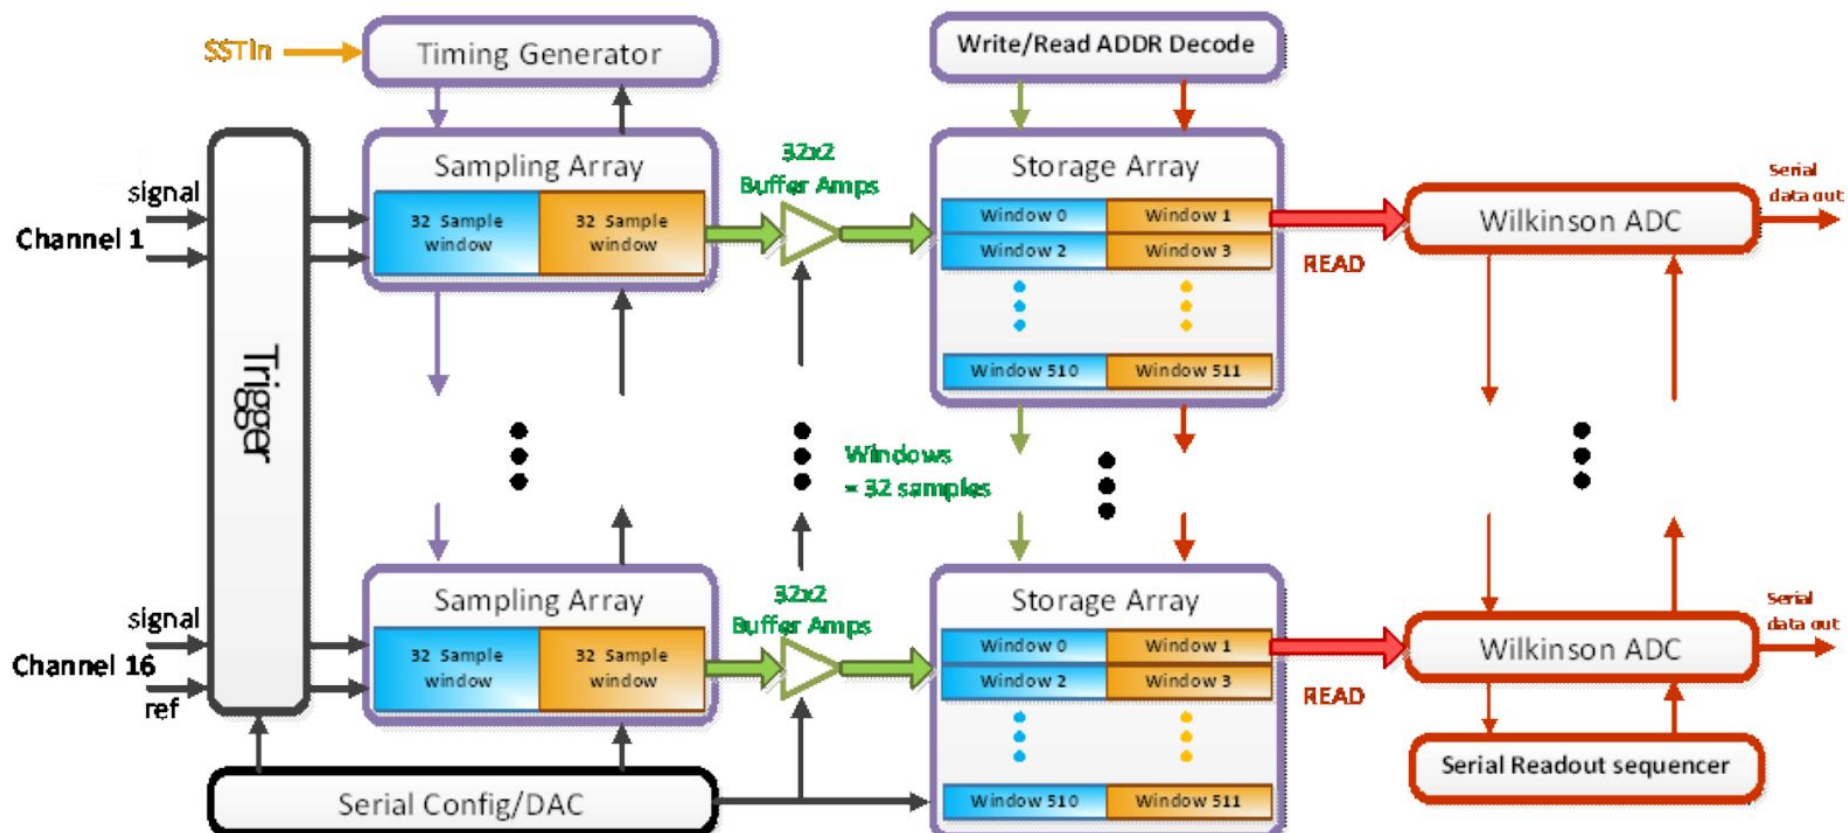 SSTin
Timing Generator
Write/Read ADDR Decode
signal
Channel 1
Trigger
Sampling Array
32 Sample
window
32 Sample
window
32x2
Buffer Amps
Storage Array
Window 0
Window 1
Window 2
Window 3
Window 510
Window 511
READ
Wilkinson ADC
Serial
data out
Windows
= 32 samples
signal
Channel 16
ref
Sampling Array
32 Sample
window
32 Sample
window
32x2
Buffer Amps
Storage Array
Window 0
Window 1
Window 2
Window 3
Window 510
Window 511
READ
Wilkinson ADC
Serial
data out
Serial Readout sequencer
Serial Config/DAC